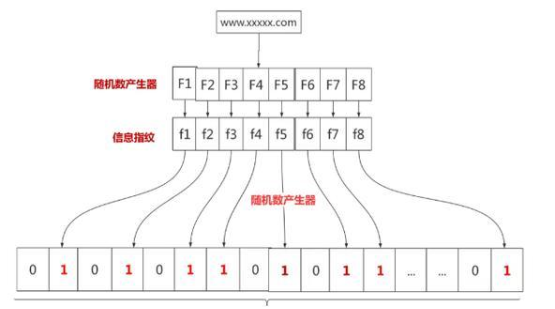 www.xxxxx.com
随机数产生器 F1 F2 F3 F4 F5 F6 F7 F8
信息指纹 f1 f2 f3 f4 f5 f6 f7 f8
随机数产生器
0 1 0 1 0 1 1 0 1 0 1 1 ... ... 0 1